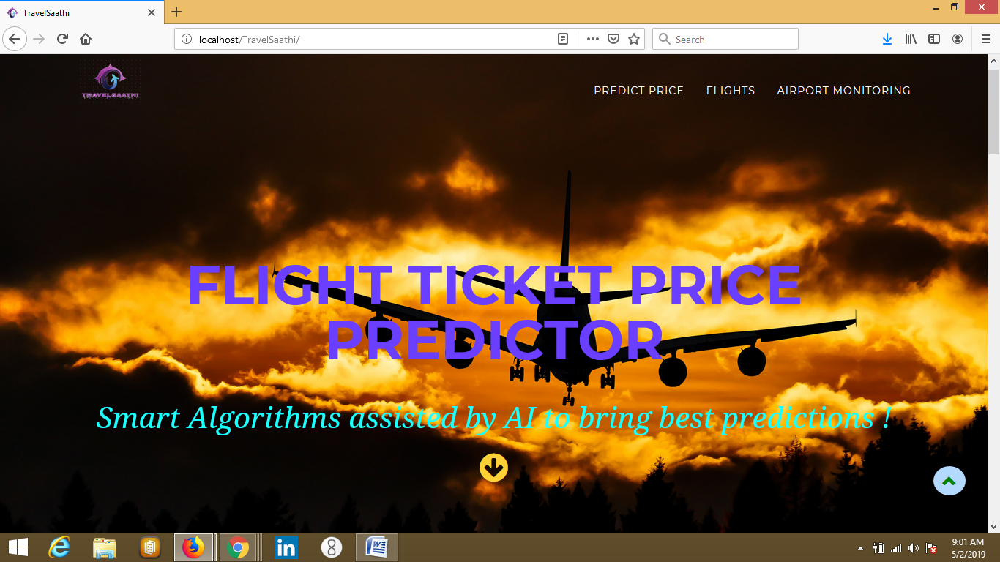 TravelSaathi
localhost/TravelSaathi/
Search
TRAVELSAATHI
PREDICT PRICE FLIGHTS AIRPORT MONITORING
FLIGHT TICKET PRICE
PREDICTOR
Smart Algorithms assisted by AI to bring best predictions !
9:01 AM
5/2/2019